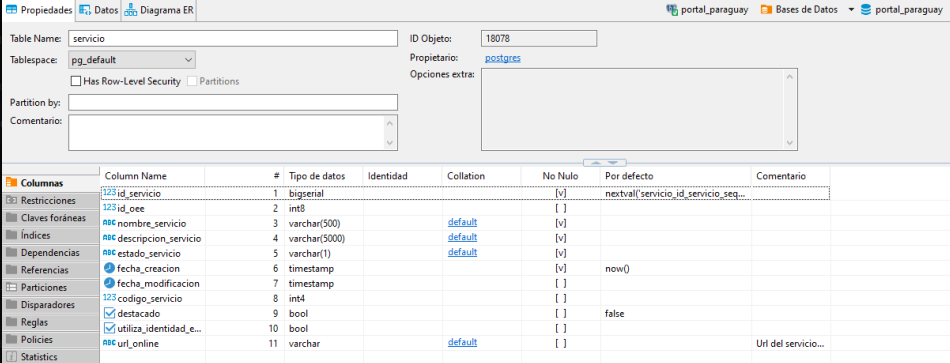 Propiedades Datos Diagrama ER portal_paraguay Bases de Datos portal_paraguay
Table Name: servicio ID Objeto: 18078
Tablespace: pg_default Propietario: postgres
Has Row-Level Security Partitions Opciones extra:
Partition by:
Comentario:
Column Name # Tipo de datos Identidad Collation No Nulo Por defecto Comentario
Columnas 123 id_servicio 1 bigserial [v] nextval('servicio_id_servicio_seq...
Restricciones 123 id_oee 2 int8 [ ]
Claves foráneas ABC nombre_servicio 3 varchar(500) default [v]
Índices ABC descripcion_servicio 4 varchar(5000) default [v]
Dependencias ABC estado_servicio 5 varchar(1) default [v]
Referencias fecha_creacion 6 timestamp [v] now()
Particiones fecha_modificacion 7 timestamp [ ]
Disparadores 123 codigo_servicio 8 int4 [ ]
Reglas destacado 9 bool [ ] false
Policies utiliza_identidad_e... 10 bool [ ]
Statistics ABC url_online 11 varchar default [ ] Url del servicio...